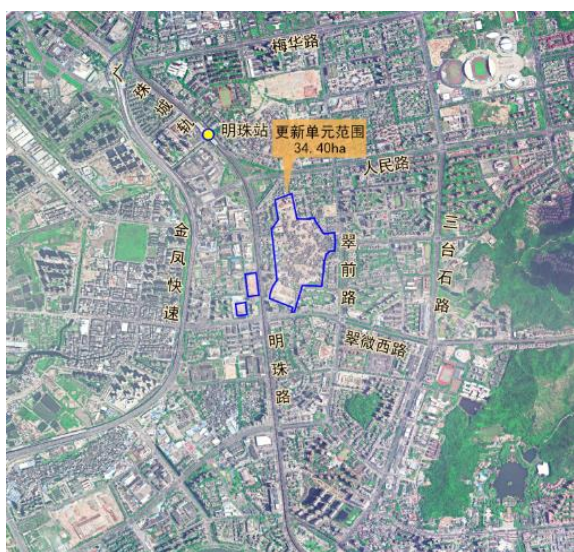 梅华路
广珠城轨
明珠站
更新单元范围
34.40ha
人民路
金凤快速
翠前路
三台石路
明珠路
翠微西路